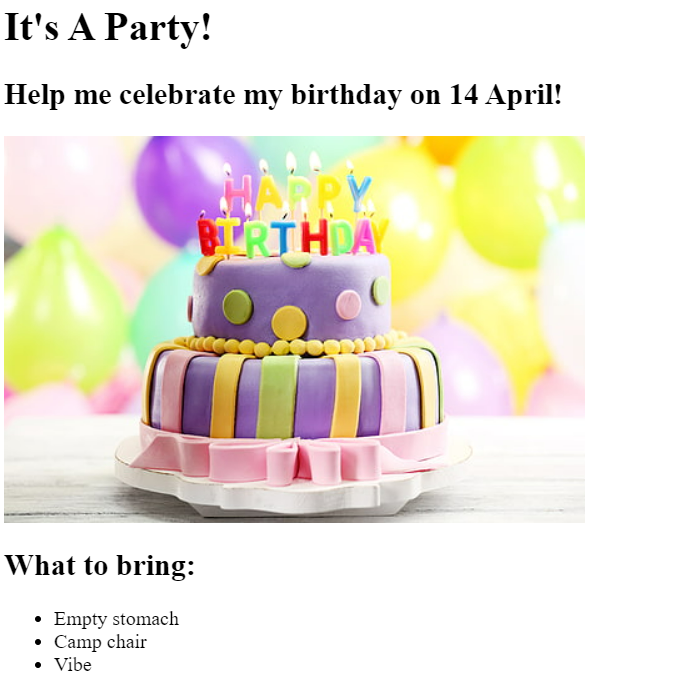 It's A Party!
Help me celebrate my birthday on 14 April!
HAPPY
BIRTHDAY
What to bring:
Empty stomach
Camp chair
Vibe